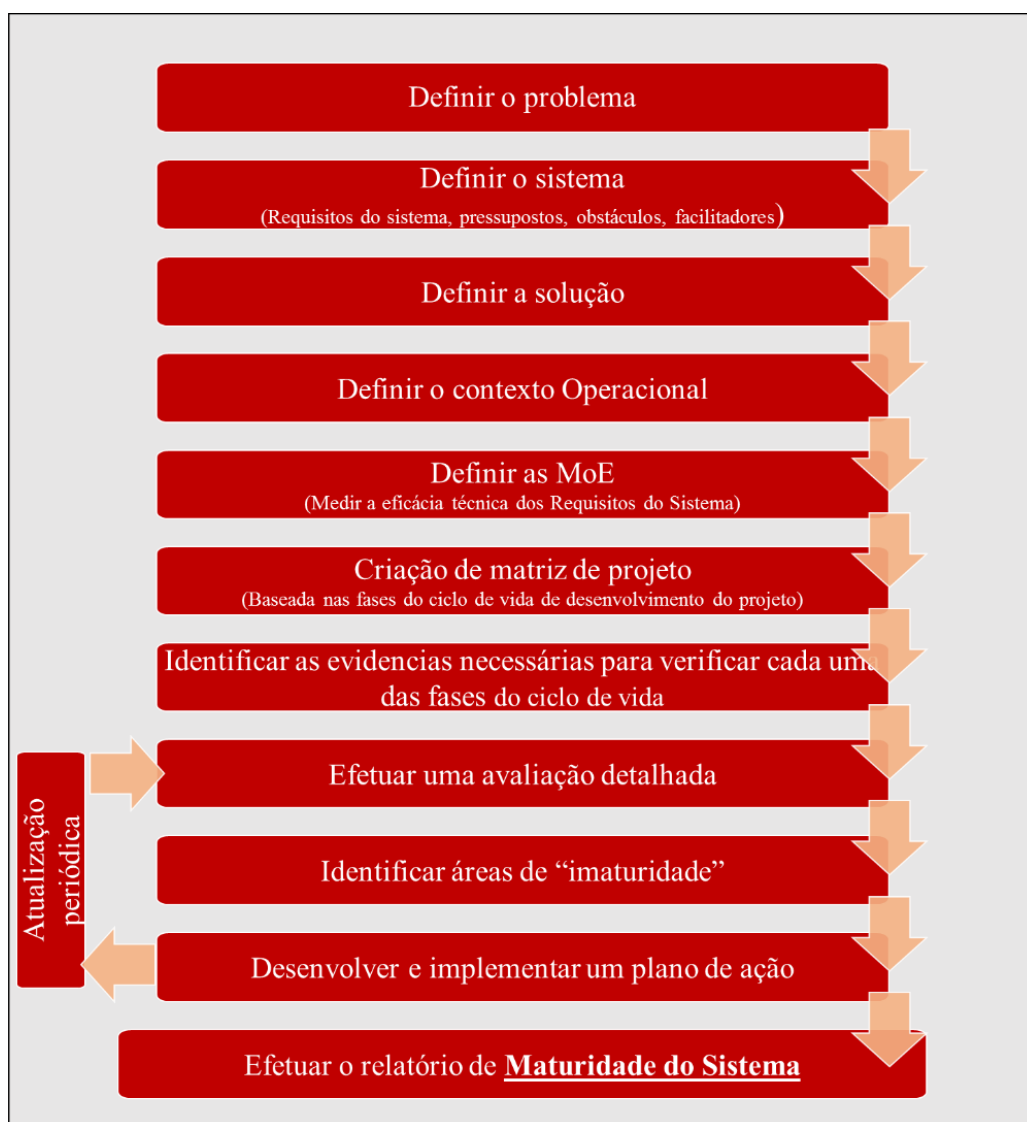 Definir o problema
Definir o sistema
(Requisitos do sistema, pressupostos, obstáculos, facilitadores)
Definir a solução
Definir o contexto Operacional
Definir as MoE
(Medir a eficácia técnica dos Requisitos do Sistema)
Criação de matriz de projeto
(Baseada nas fases do ciclo de vida de desenvolvimento do projeto)
Identificar as evidencias necessárias para verificar cada uma
das fases do ciclo de vida
Efetuar uma avaliação detalhada
Atualização
periódica
Identificar áreas de “imaturidade”
Desenvolver e implementar um plano de ação
Efetuar o relatório de Maturidade do Sistema